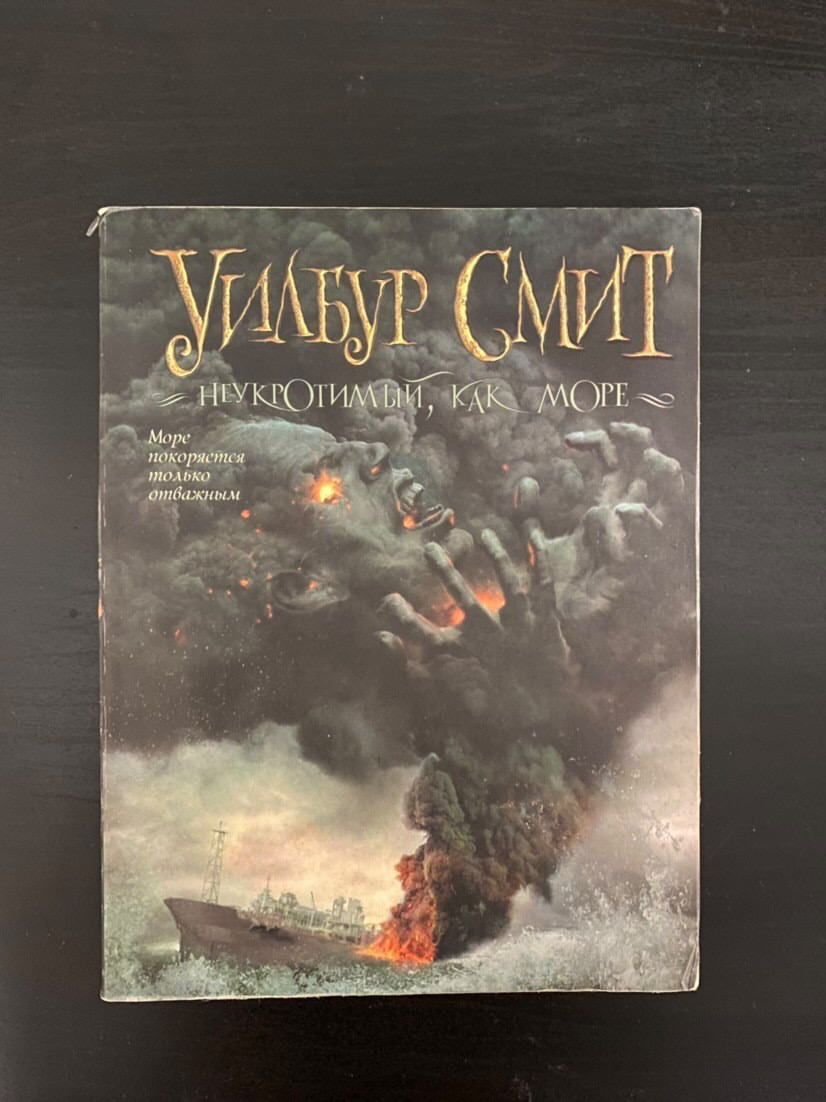 Уилбур Смит
неукротимый, как море
Море
покоряется
только
отважным